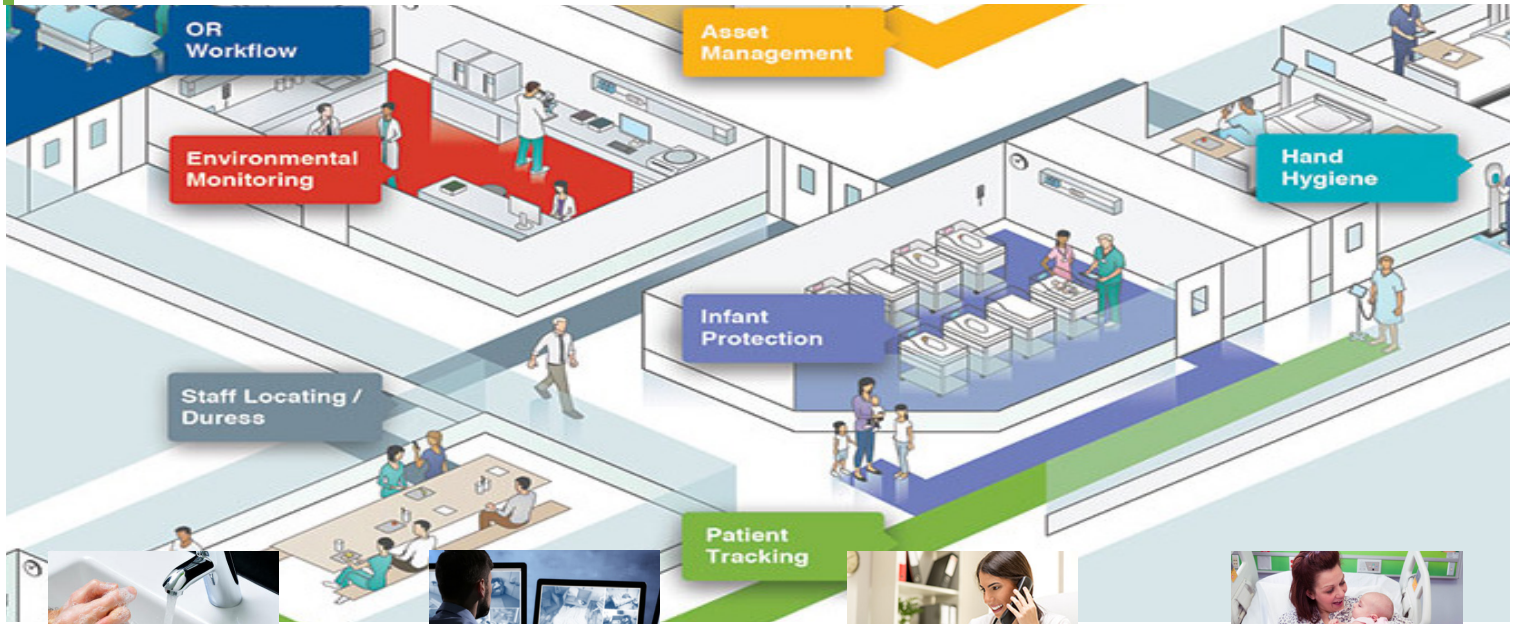 OR
Workflow
Asset
Management
Environmental
Monitoring
Hand
Hygiene
Infant
Protection
Staff Locating /
Duress
Patient
Tracking